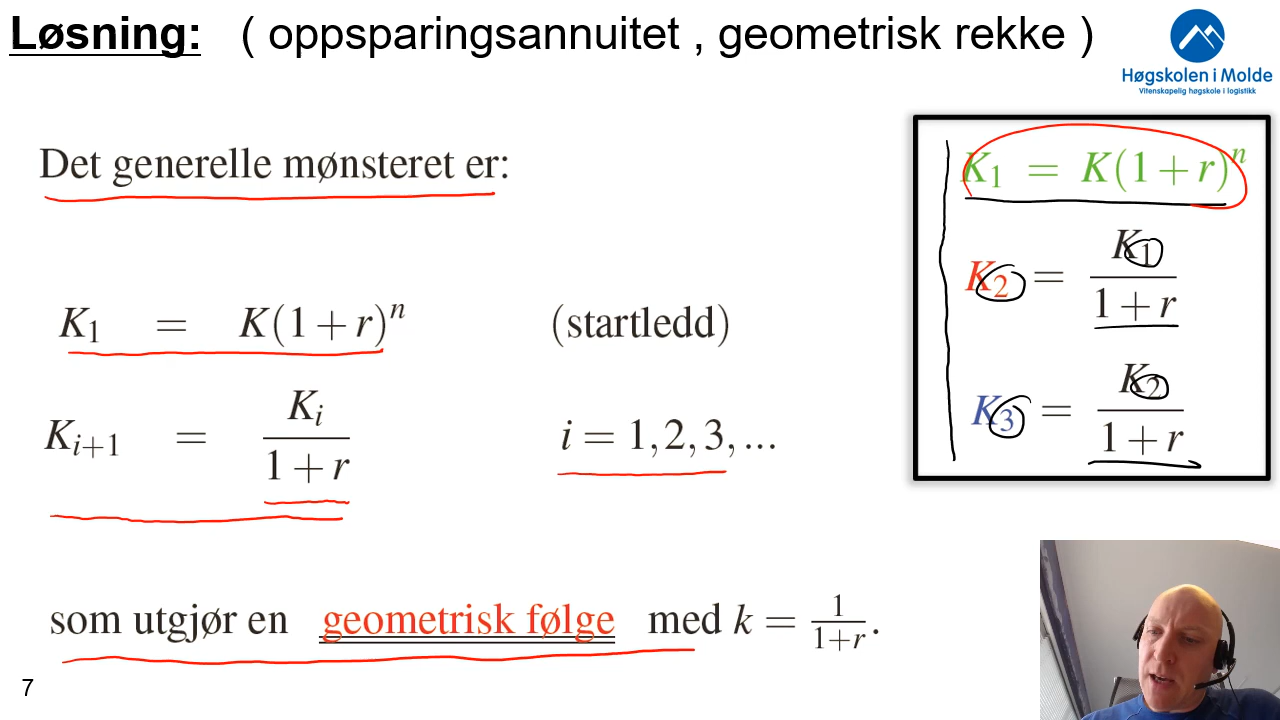 Løsning: ( oppsparingsannuitet , geometrisk rekke )
Høgskolen i Molde
Vitenskapelig høgskole i logistikk
Det generelle mønsteret er:
K₁ = K(1 + r)ⁿ (startledd)
Kᵢ₊₁ = Kᵢ / (1 + r) i = 1, 2, 3, ...
som utgjør en geometrisk følge med k = 1/(1+r).
K₁ = K(1 + r)ⁿ
K₂ = K₁ / (1 + r)
K₃ = K₂ / (1 + r)
7